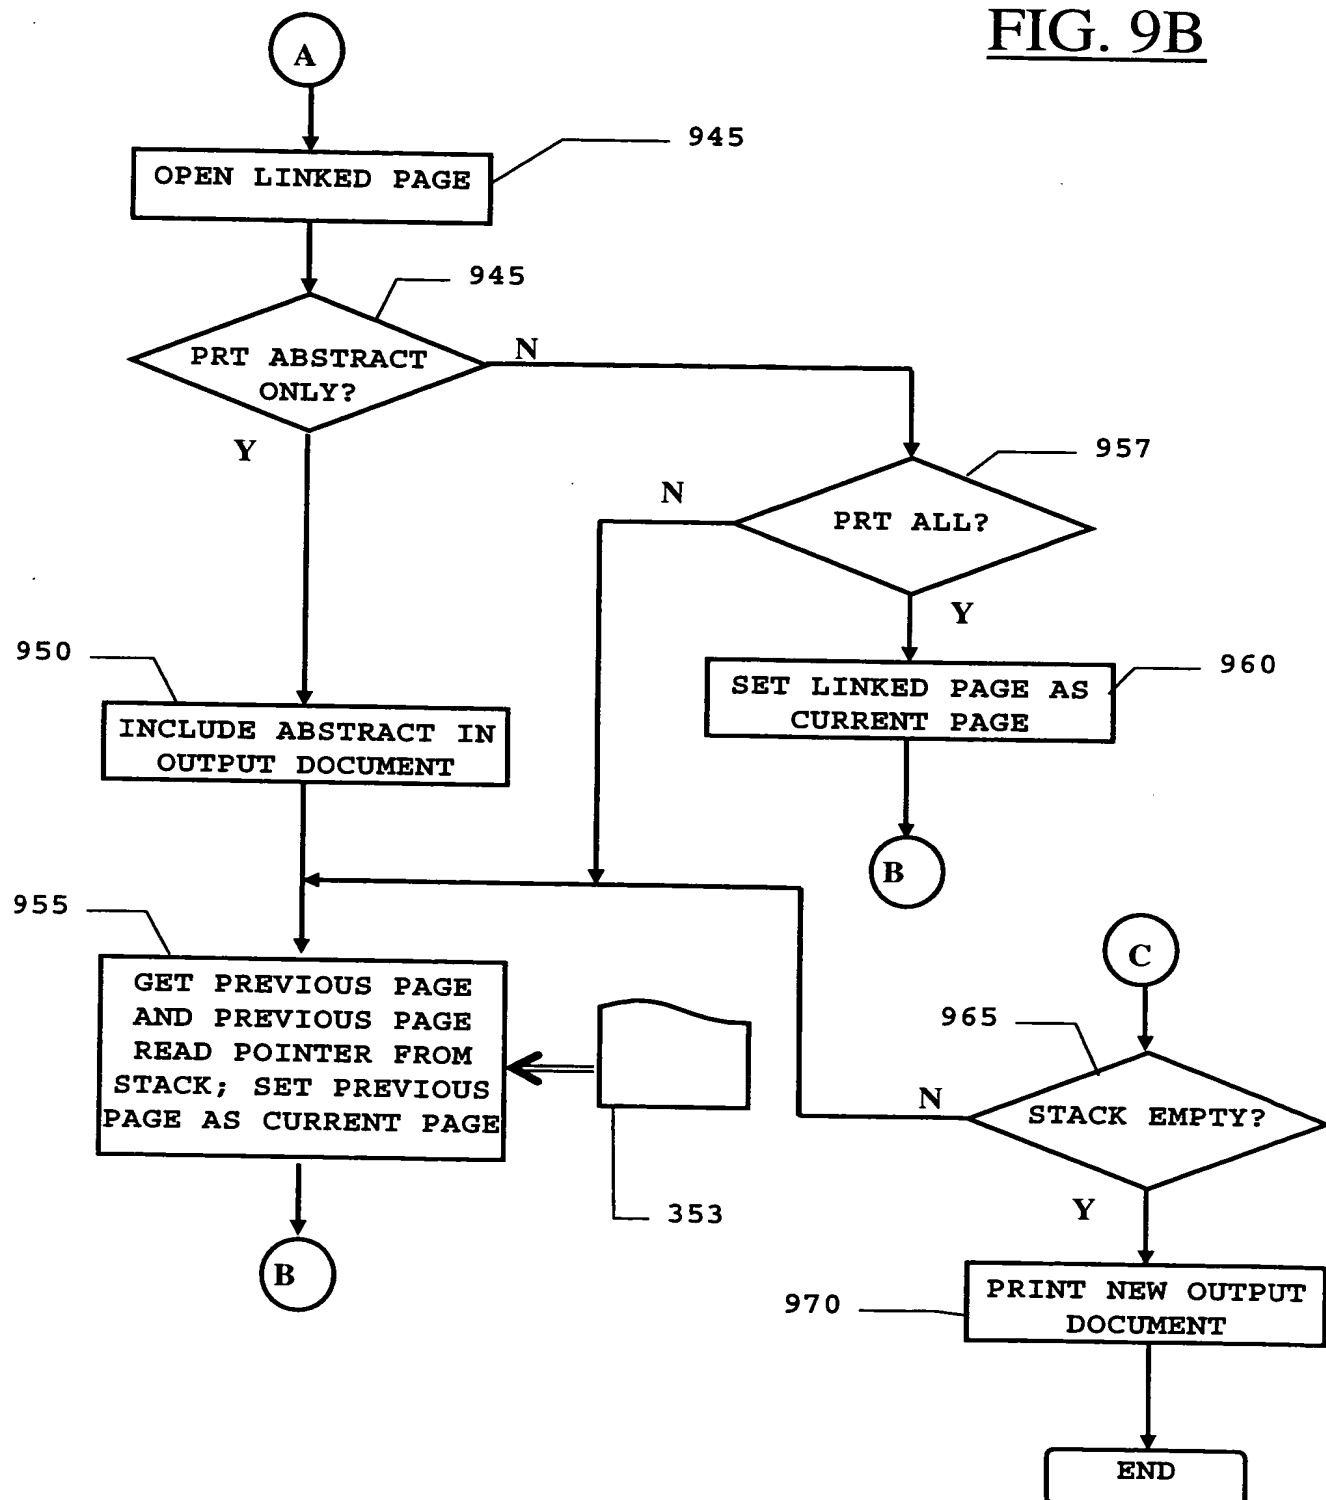 FIG. 9B
A
945
OPEN LINKED PAGE
945
PRT ABSTRACT
ONLY?
N
Y
957
N
PRT ALL?
Y
950
960
SET LINKED PAGE AS
CURRENT PAGE
INCLUDE ABSTRACT IN
OUTPUT DOCUMENT
B
955
C
GET PREVIOUS PAGE
AND PREVIOUS PAGE
READ POINTER FROM
STACK; SET PREVIOUS
PAGE AS CURRENT PAGE
965
N
STACK EMPTY?
353
Y
B
970
PRINT NEW OUTPUT
DOCUMENT
END